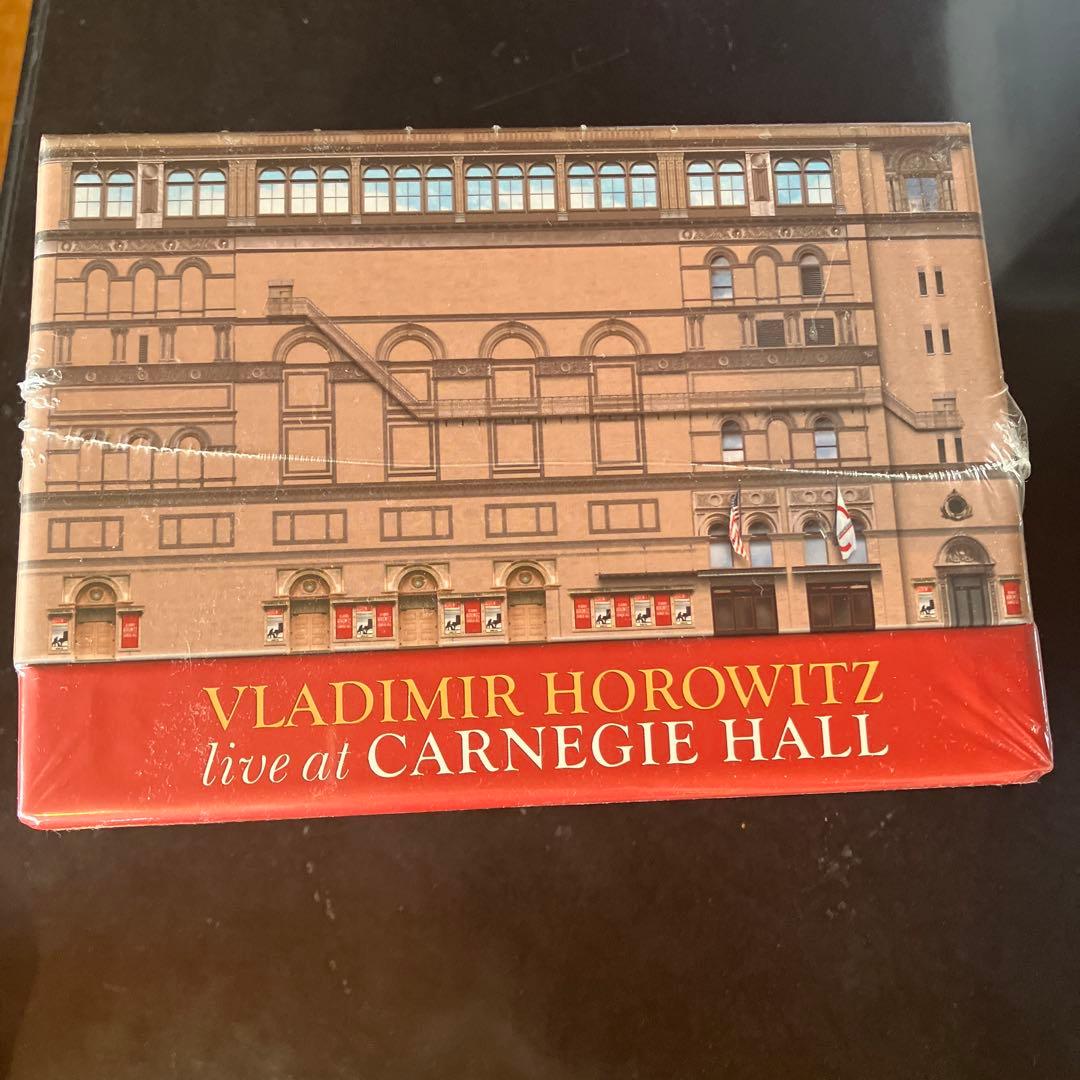 VLADIMIR HOROWITZ
live at CARNEGIE HALL